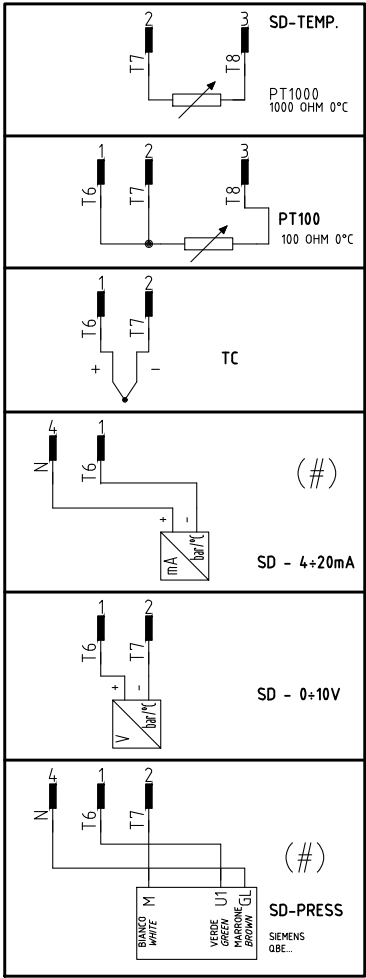 2 3 SD-TEMP.
T7 T8
PT1000
1000 OHM 0°C
1 2 3
T6 T7 T8
PT100
100 OHM 0°C
1 2
T6 T7
+ -
TC
4 1
N T6
(#)
+ -
mA bar/°C
SD - 4÷20mA
1 2
T6 T7
+ -
V bar/°C
SD - 0÷10V
4 1 2
N T6 T7
(#)
M U1 GL
BIANCO VERDE MARRONE
WHITE GREEN BROWN
SD-PRESS
SIEMENS
QBE...